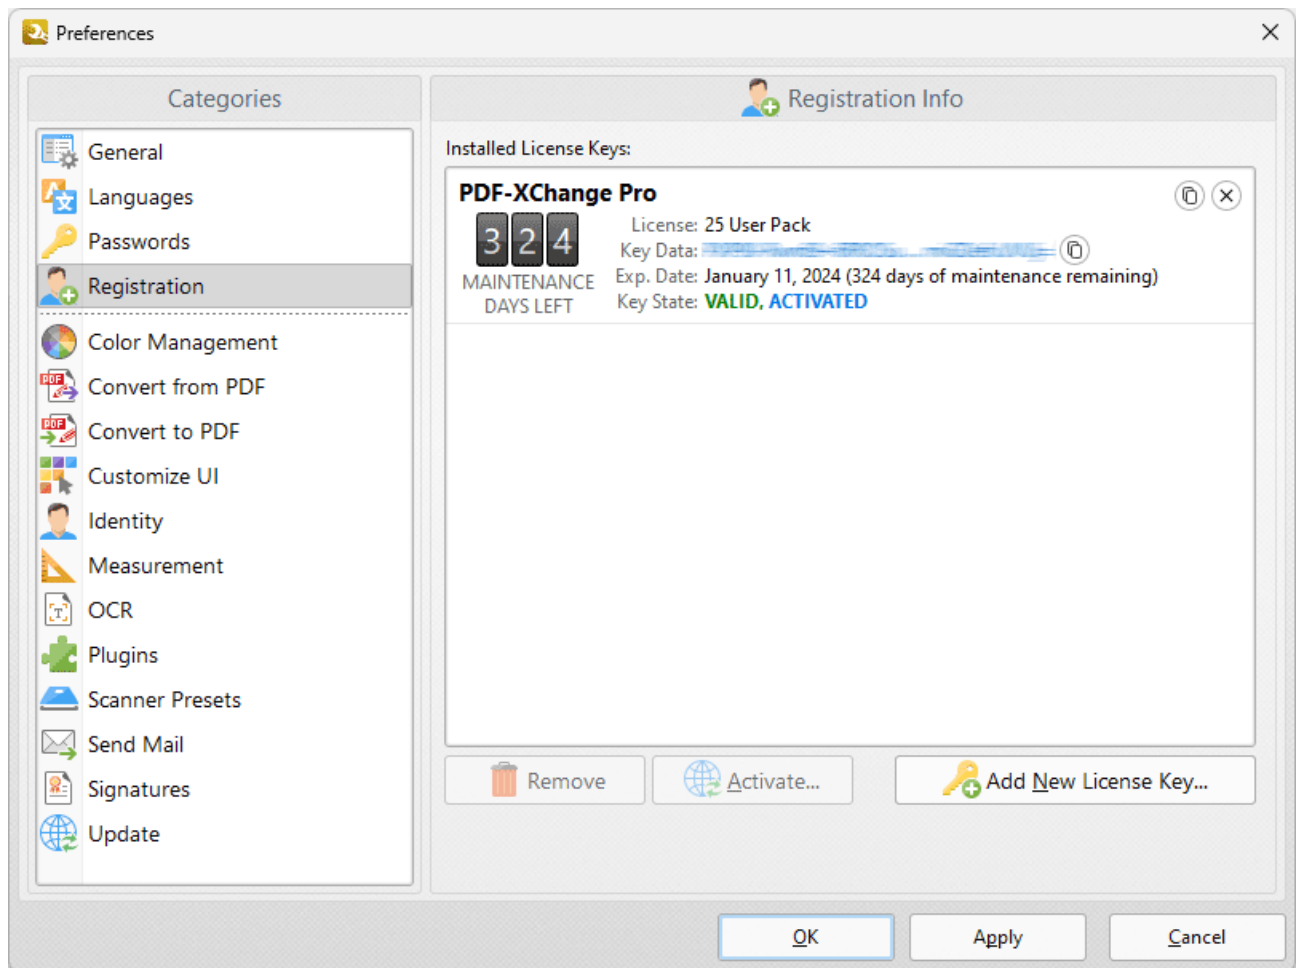 Preferences
Categories
General
Languages
Passwords
Registration
Color Management
Convert from PDF
Convert to PDF
Customize UI
Identity
Measurement
OCR
Plugins
Scanner Presets
Send Mail
Signatures
Update
Registration Info
Installed License Keys:
PDF-XChange Pro
324
MAINTENANCE
DAYS LEFT
License: 25 User Pack
Key Data:
Exp. Date: January 11, 2024 (324 days of maintenance remaining)
Key State: VALID, ACTIVATED
Remove
Activate...
Add New License Key...
OK
Apply
Cancel